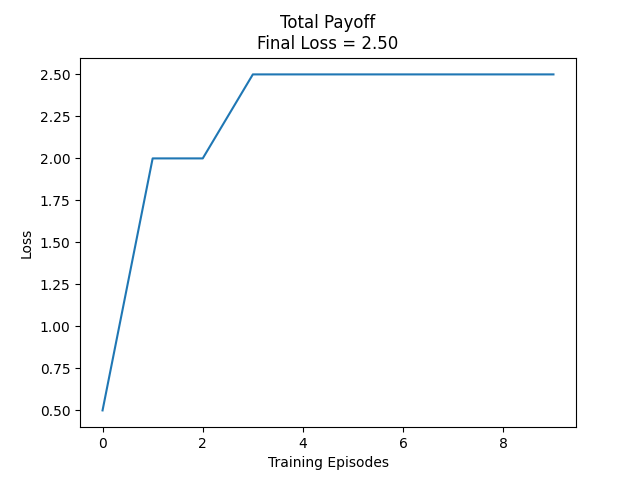 Total Payoff
Final Loss = 2.50
2.50
2.25
2.00
1.75
1.50
1.25
1.00
0.75
0.50
Loss
0 2 4 6 8
Training Episodes